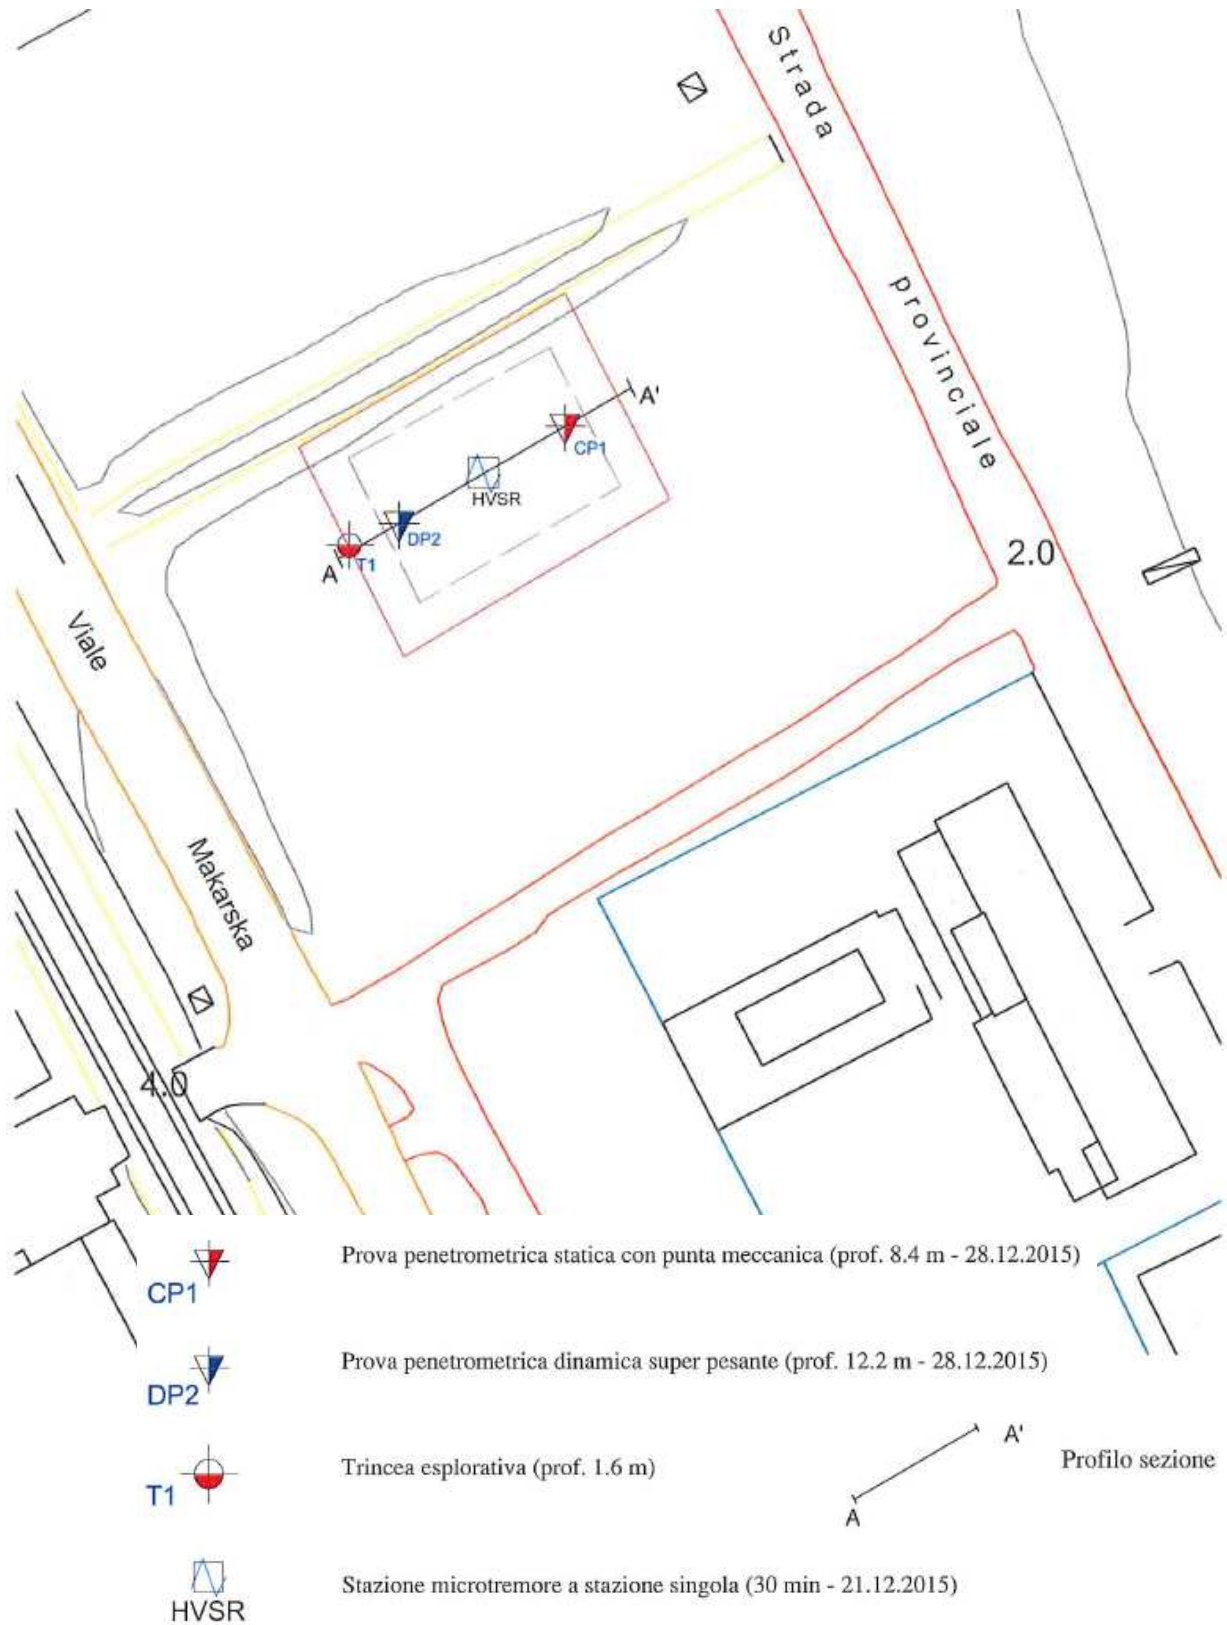 Strada
provinciale
A'
CP1
HVSR
DP2
T1
A
2.0
Viale
Makarska
4.0
CP1
Prova penetrometrica statica con punta meccanica (prof. 8.4 m - 28.12.2015)
DP2
Prova penetrometrica dinamica super pesante (prof. 12.2 m - 28.12.2015)
T1
Trincea esplorativa (prof. 1.6 m)
A'
A
Profilo sezione
HVSR
Stazione microtremore a stazione singola (30 min - 21.12.2015)